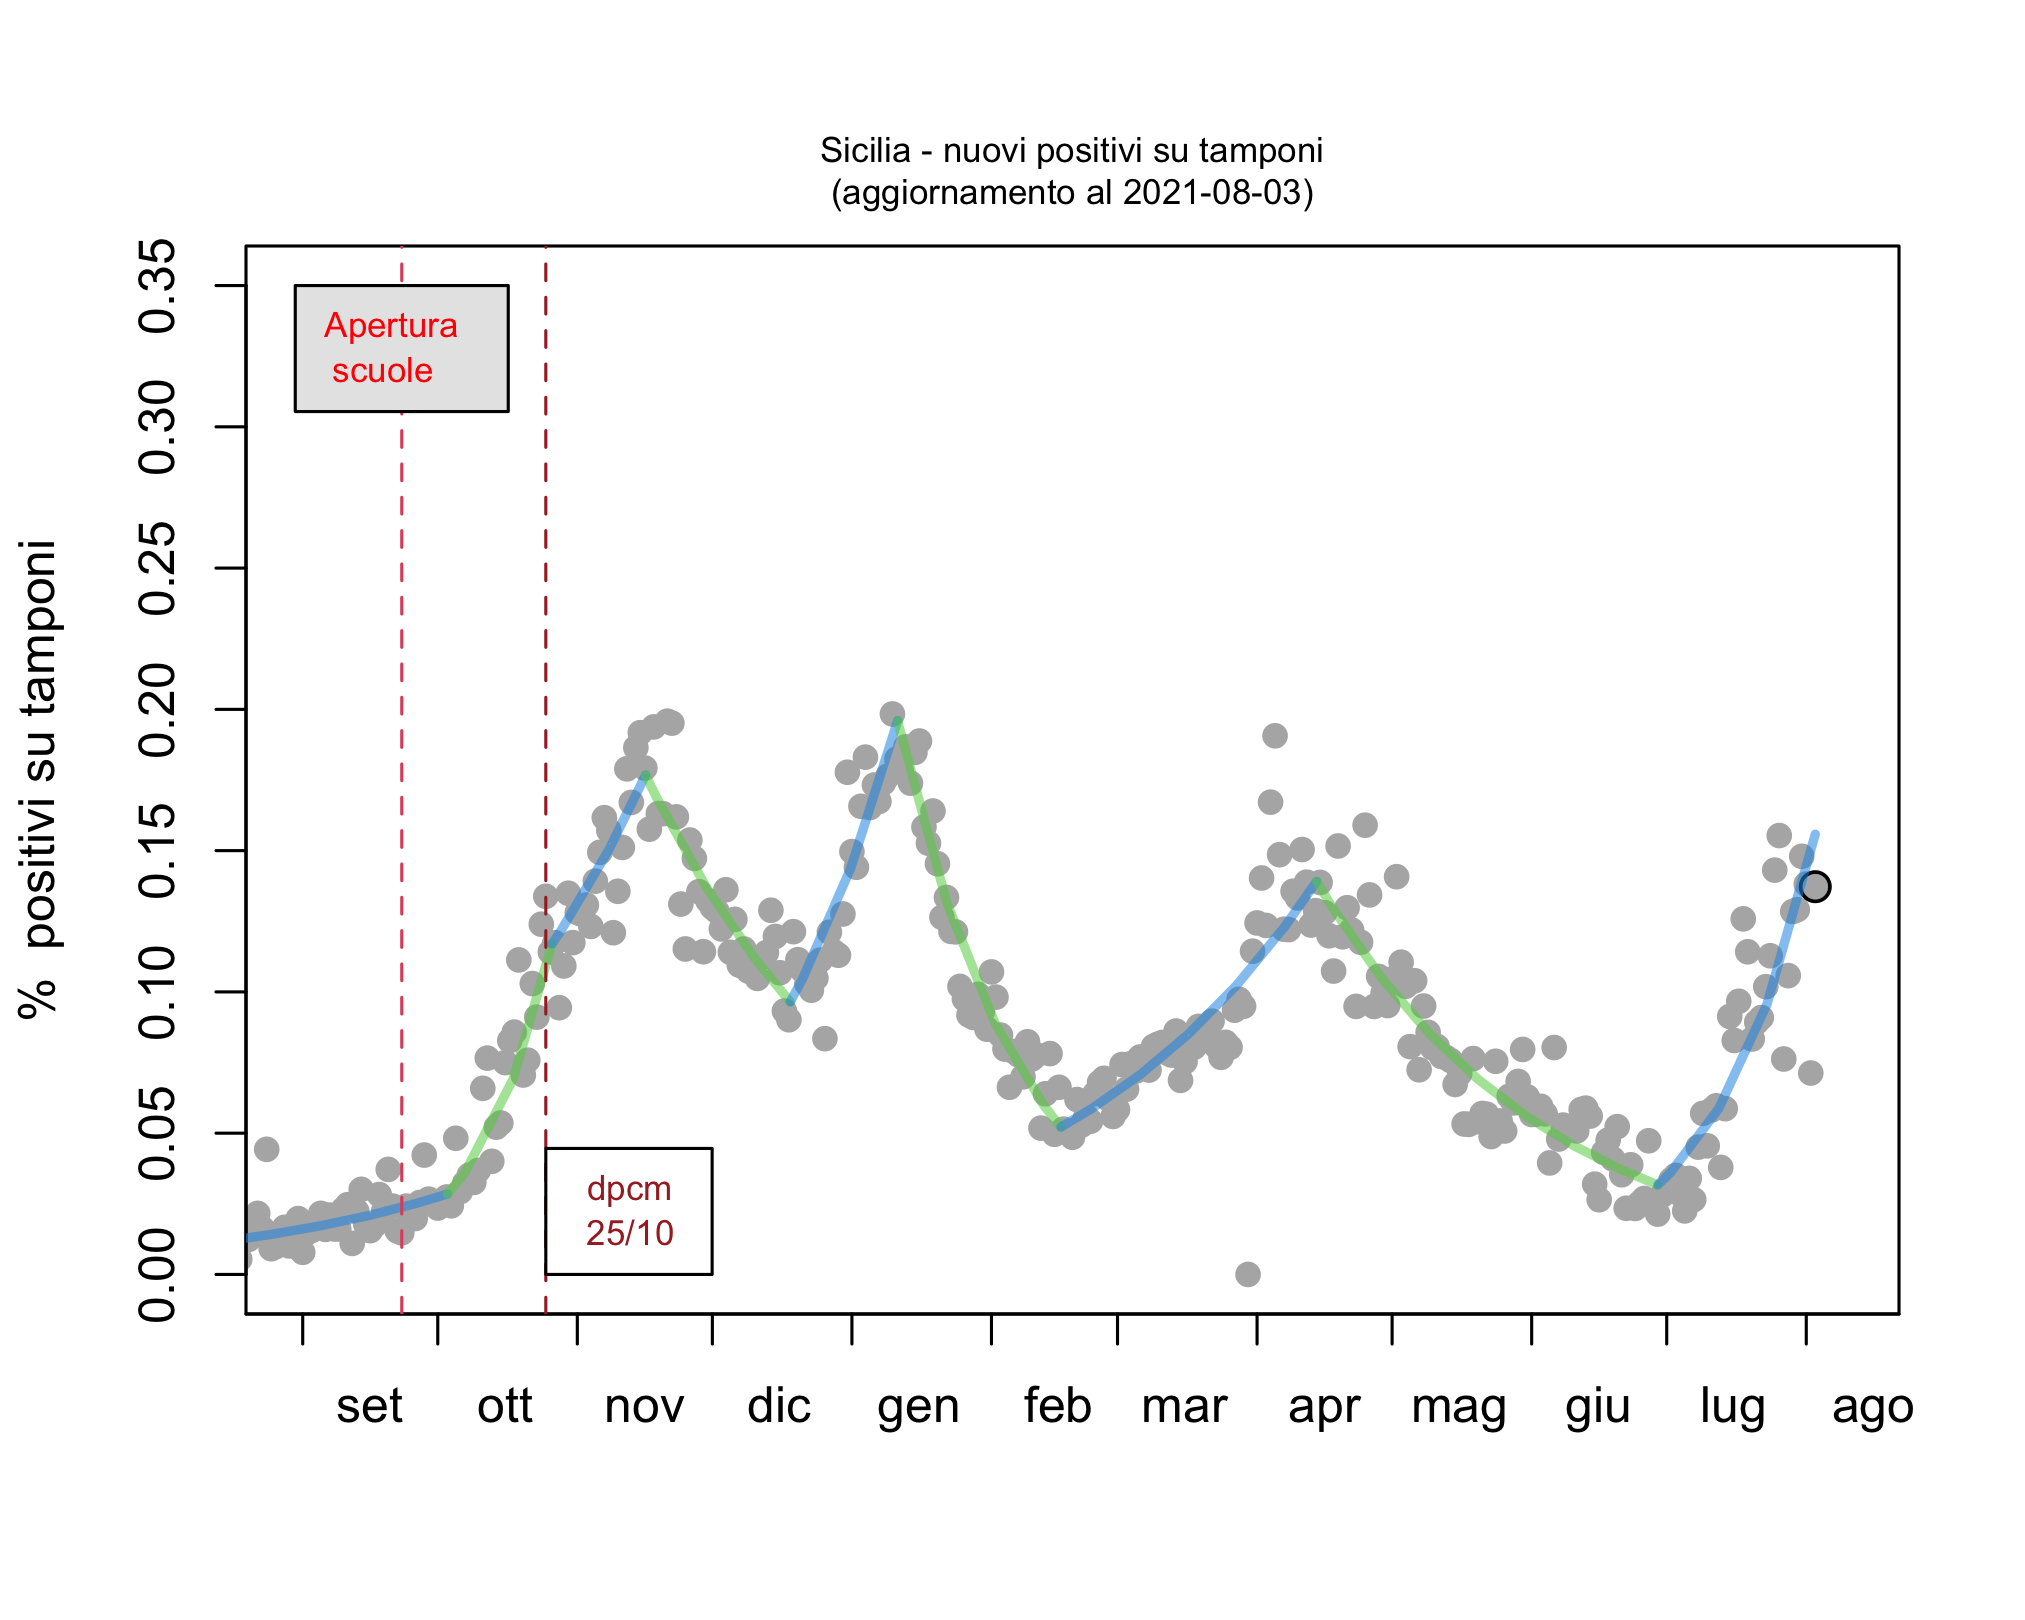 Sicilia - nuovi positivi su tamponi
(aggiornamento al 2021-08-03)
% positivi su tamponi
0.35
0.30
0.25
0.20
0.15
0.10
0.05
0.00
Apertura
scuole
dpcm
25/10
set ott nov dic gen feb mar apr mag giu lug ago